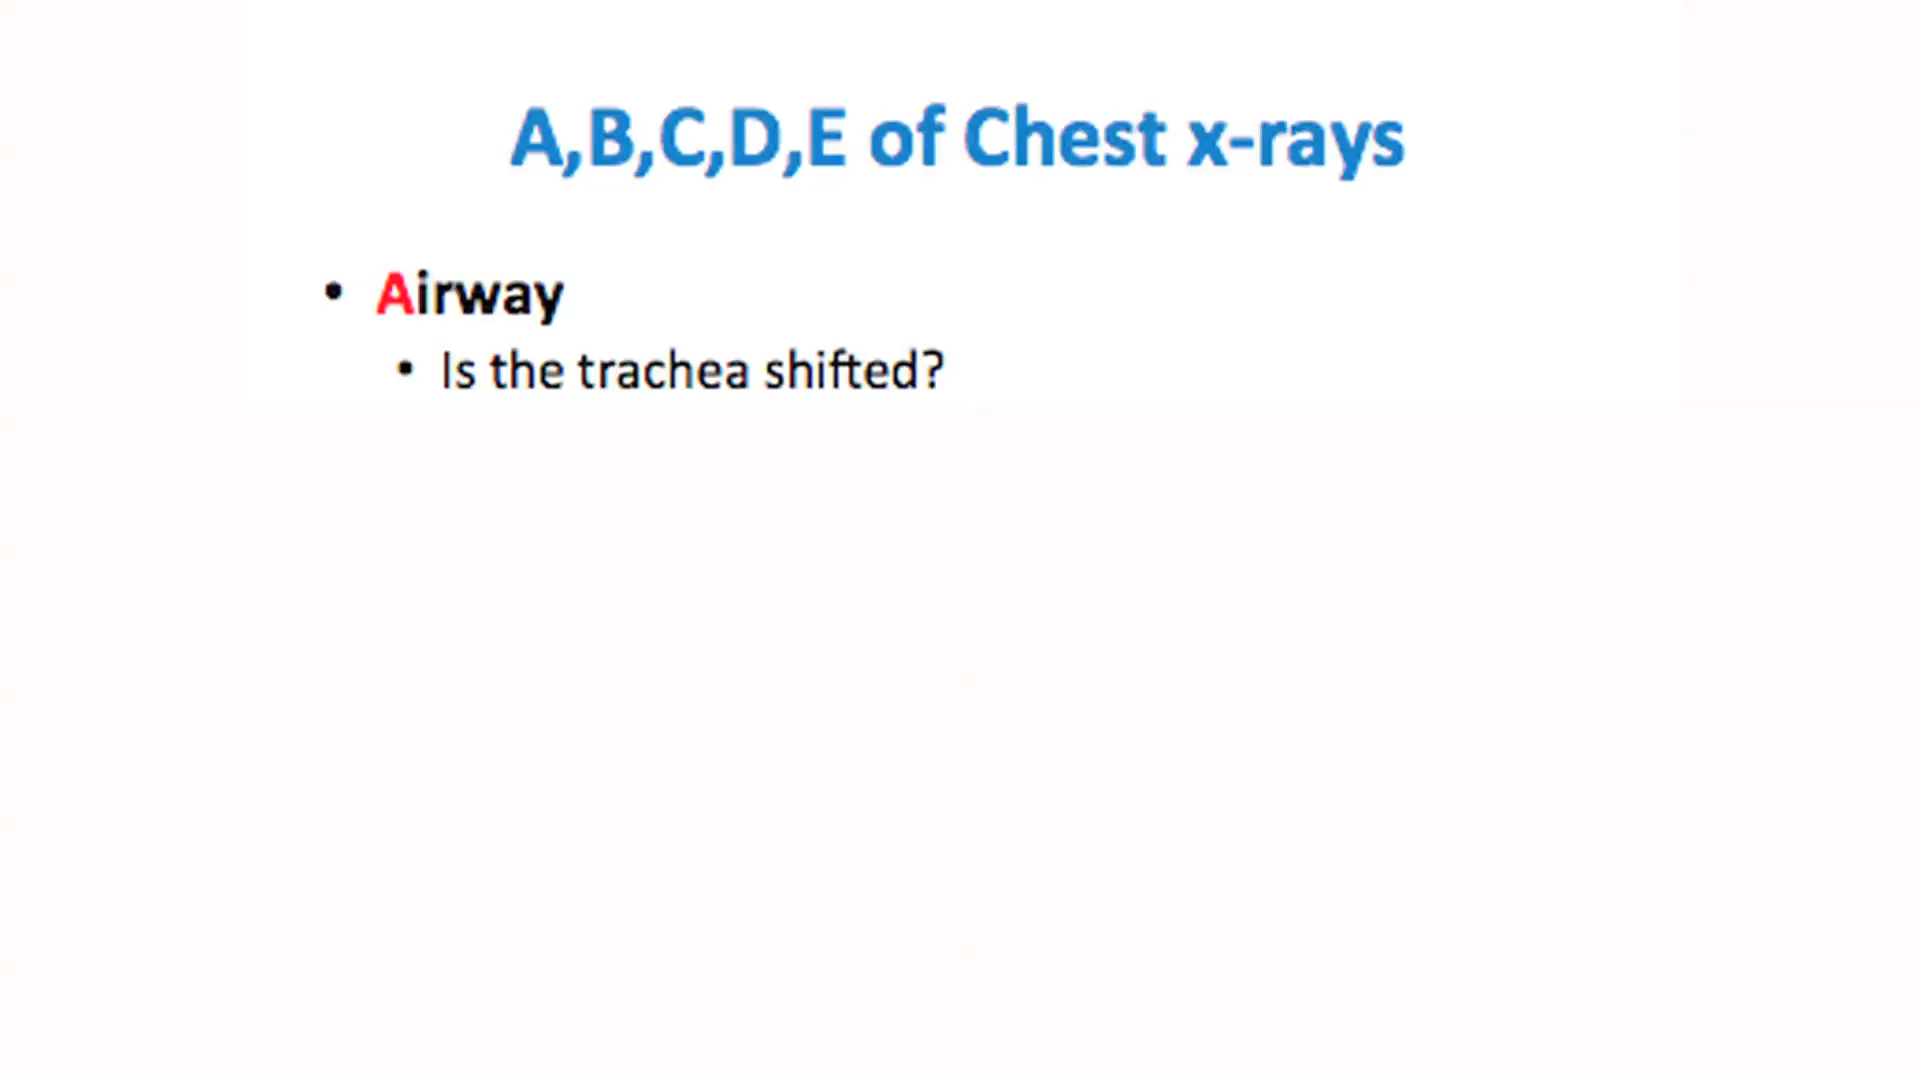 A,B,C,D,E of Chest x-rays
• Airway
• Is the trachea shifted?